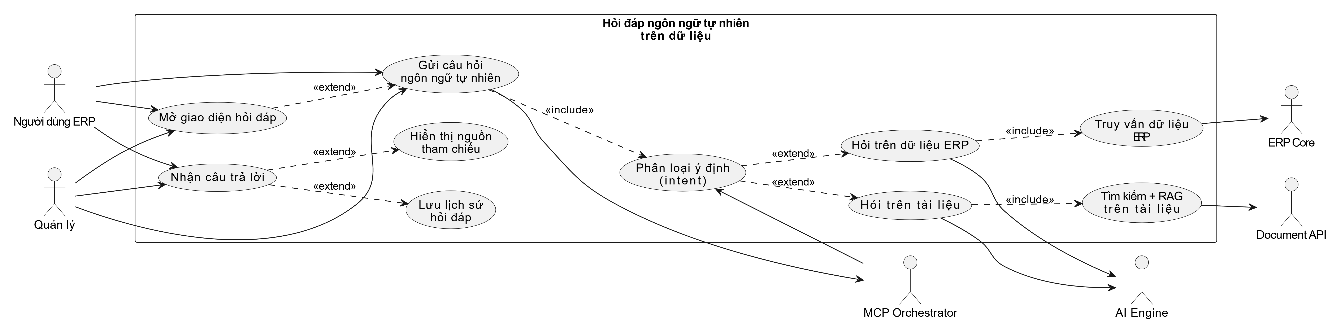 Hỏi đáp ngôn ngữ tự nhiên
trên dữ liệu
Gửi câu hỏi
ngôn ngữ tự nhiên
«extend»
«include»
Mở giao diện hỏi đáp
Người dùng ERP
Hiển thị nguồn
tham chiếu
«extend»
Nhận câu trả lời
«extend»
Lưu lịch sử
hỏi đáp
Quản lý
Phân loại ý định
(intent)
«extend»
Hỏi trên dữ liệu ERP
«include»
Truy vấn dữ liệu
ERP
ERP Core
«extend»
Hỏi trên tài liệu
«include»
Tìm kiếm + RAG
trên tài liệu
Document API
MCP Orchestrator
AI Engine